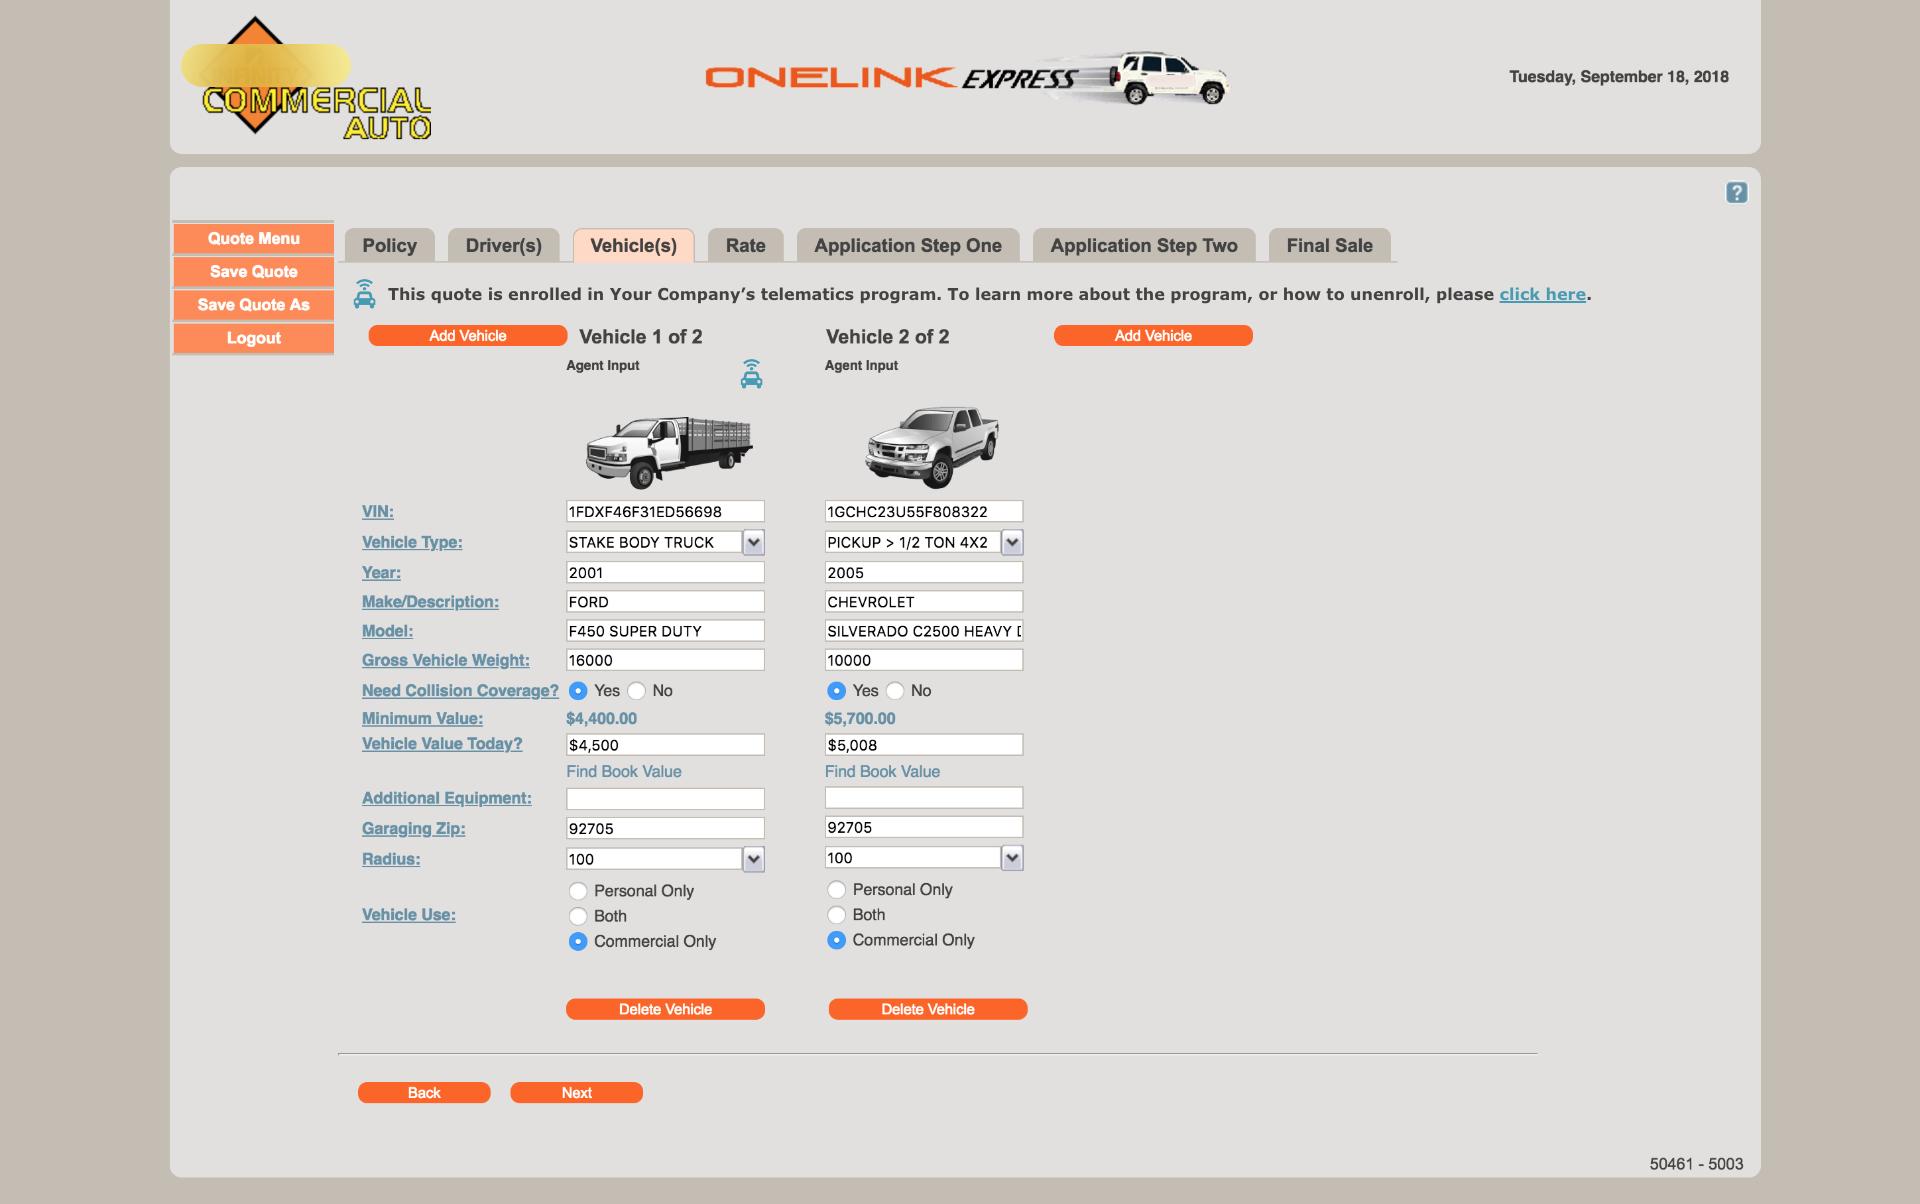 COMMERCIAL
AUTO
ONELINK EXPRESS
Tuesday, September 18, 2018
?
Quote Menu
Save Quote
Save Quote As
Logout
Policy Driver(s) Vehicle(s) Rate Application Step One Application Step Two Final Sale
This quote is enrolled in Your Company’s telematics program. To learn more about the program, or how to unenroll, please click here.
Add Vehicle Vehicle 1 of 2 Vehicle 2 of 2 Add Vehicle
Agent Input Agent Input
VIN: 1FDXF46F31ED56698 1GCHC23U55F808322
Vehicle Type: STAKE BODY TRUCK PICKUP > 1/2 TON 4X2
Year: 2001 2005
Make/Description: FORD CHEVROLET
Model: F450 SUPER DUTY SILVERADO C2500 HEAVY
Gross Vehicle Weight: 16000 10000
Need Collision Coverage? Yes No Yes No
Minimum Value: $4,400.00 $5,700.00
Vehicle Value Today? $4,500 $5,008
Find Book Value Find Book Value
Additional Equipment:
Garaging Zip: 92705 92705
Radius: 100 100
Personal Only Personal Only
Vehicle Use: Both Both
Commercial Only Commercial Only
Delete Vehicle Delete Vehicle
Back Next
50461 - 5003